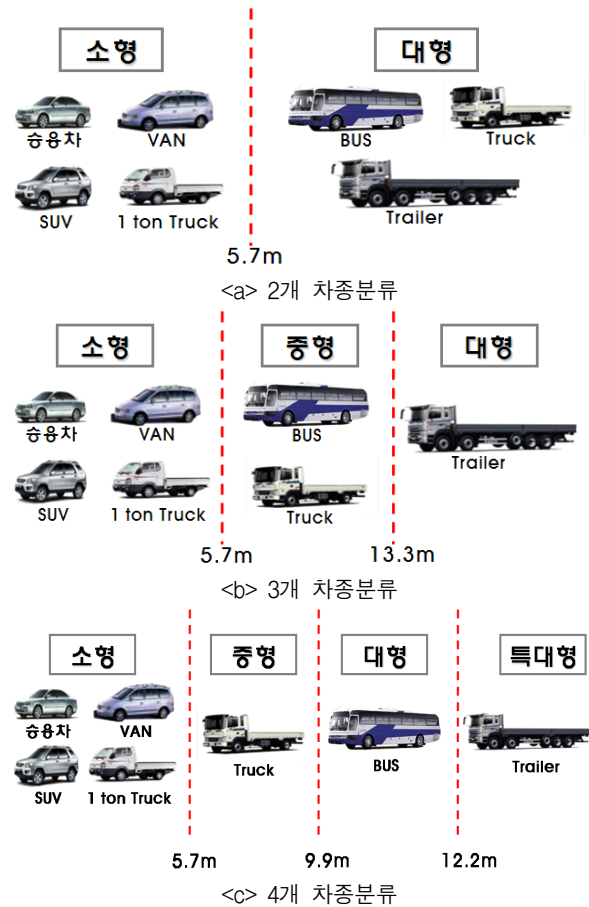 소형 대형
승용차 VAN BUS Truck
SUV 1 ton Truck Trailer
5.7m
<a> 2개 차종분류
소형 중형 대형
승용차 VAN BUS Trailer
SUV 1 ton Truck Truck
5.7m 13.3m
<b> 3개 차종분류
소형 중형 대형 특대형
승용차 VAN Truck BUS Trailer
SUV 1 ton Truck
5.7m 9.9m 12.2m
<c> 4개 차종분류